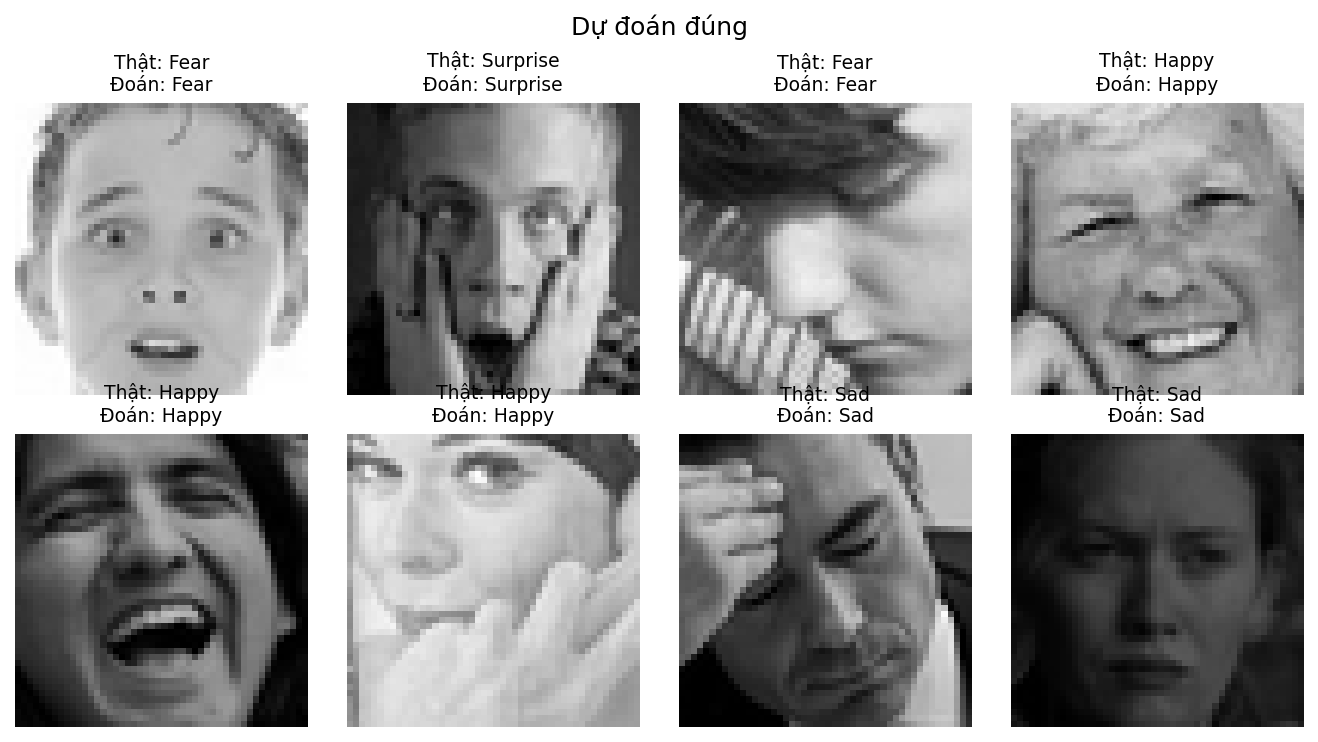 Dự đoán đúng
Thật: Fear
Đoán: Fear
Thật: Surprise
Đoán: Surprise
Thật: Fear
Đoán: Fear
Thật: Happy
Đoán: Happy
Thật: Happy
Đoán: Happy
Thật: Happy
Đoán: Happy
Thật: Sad
Đoán: Sad
Thật: Sad
Đoán: Sad